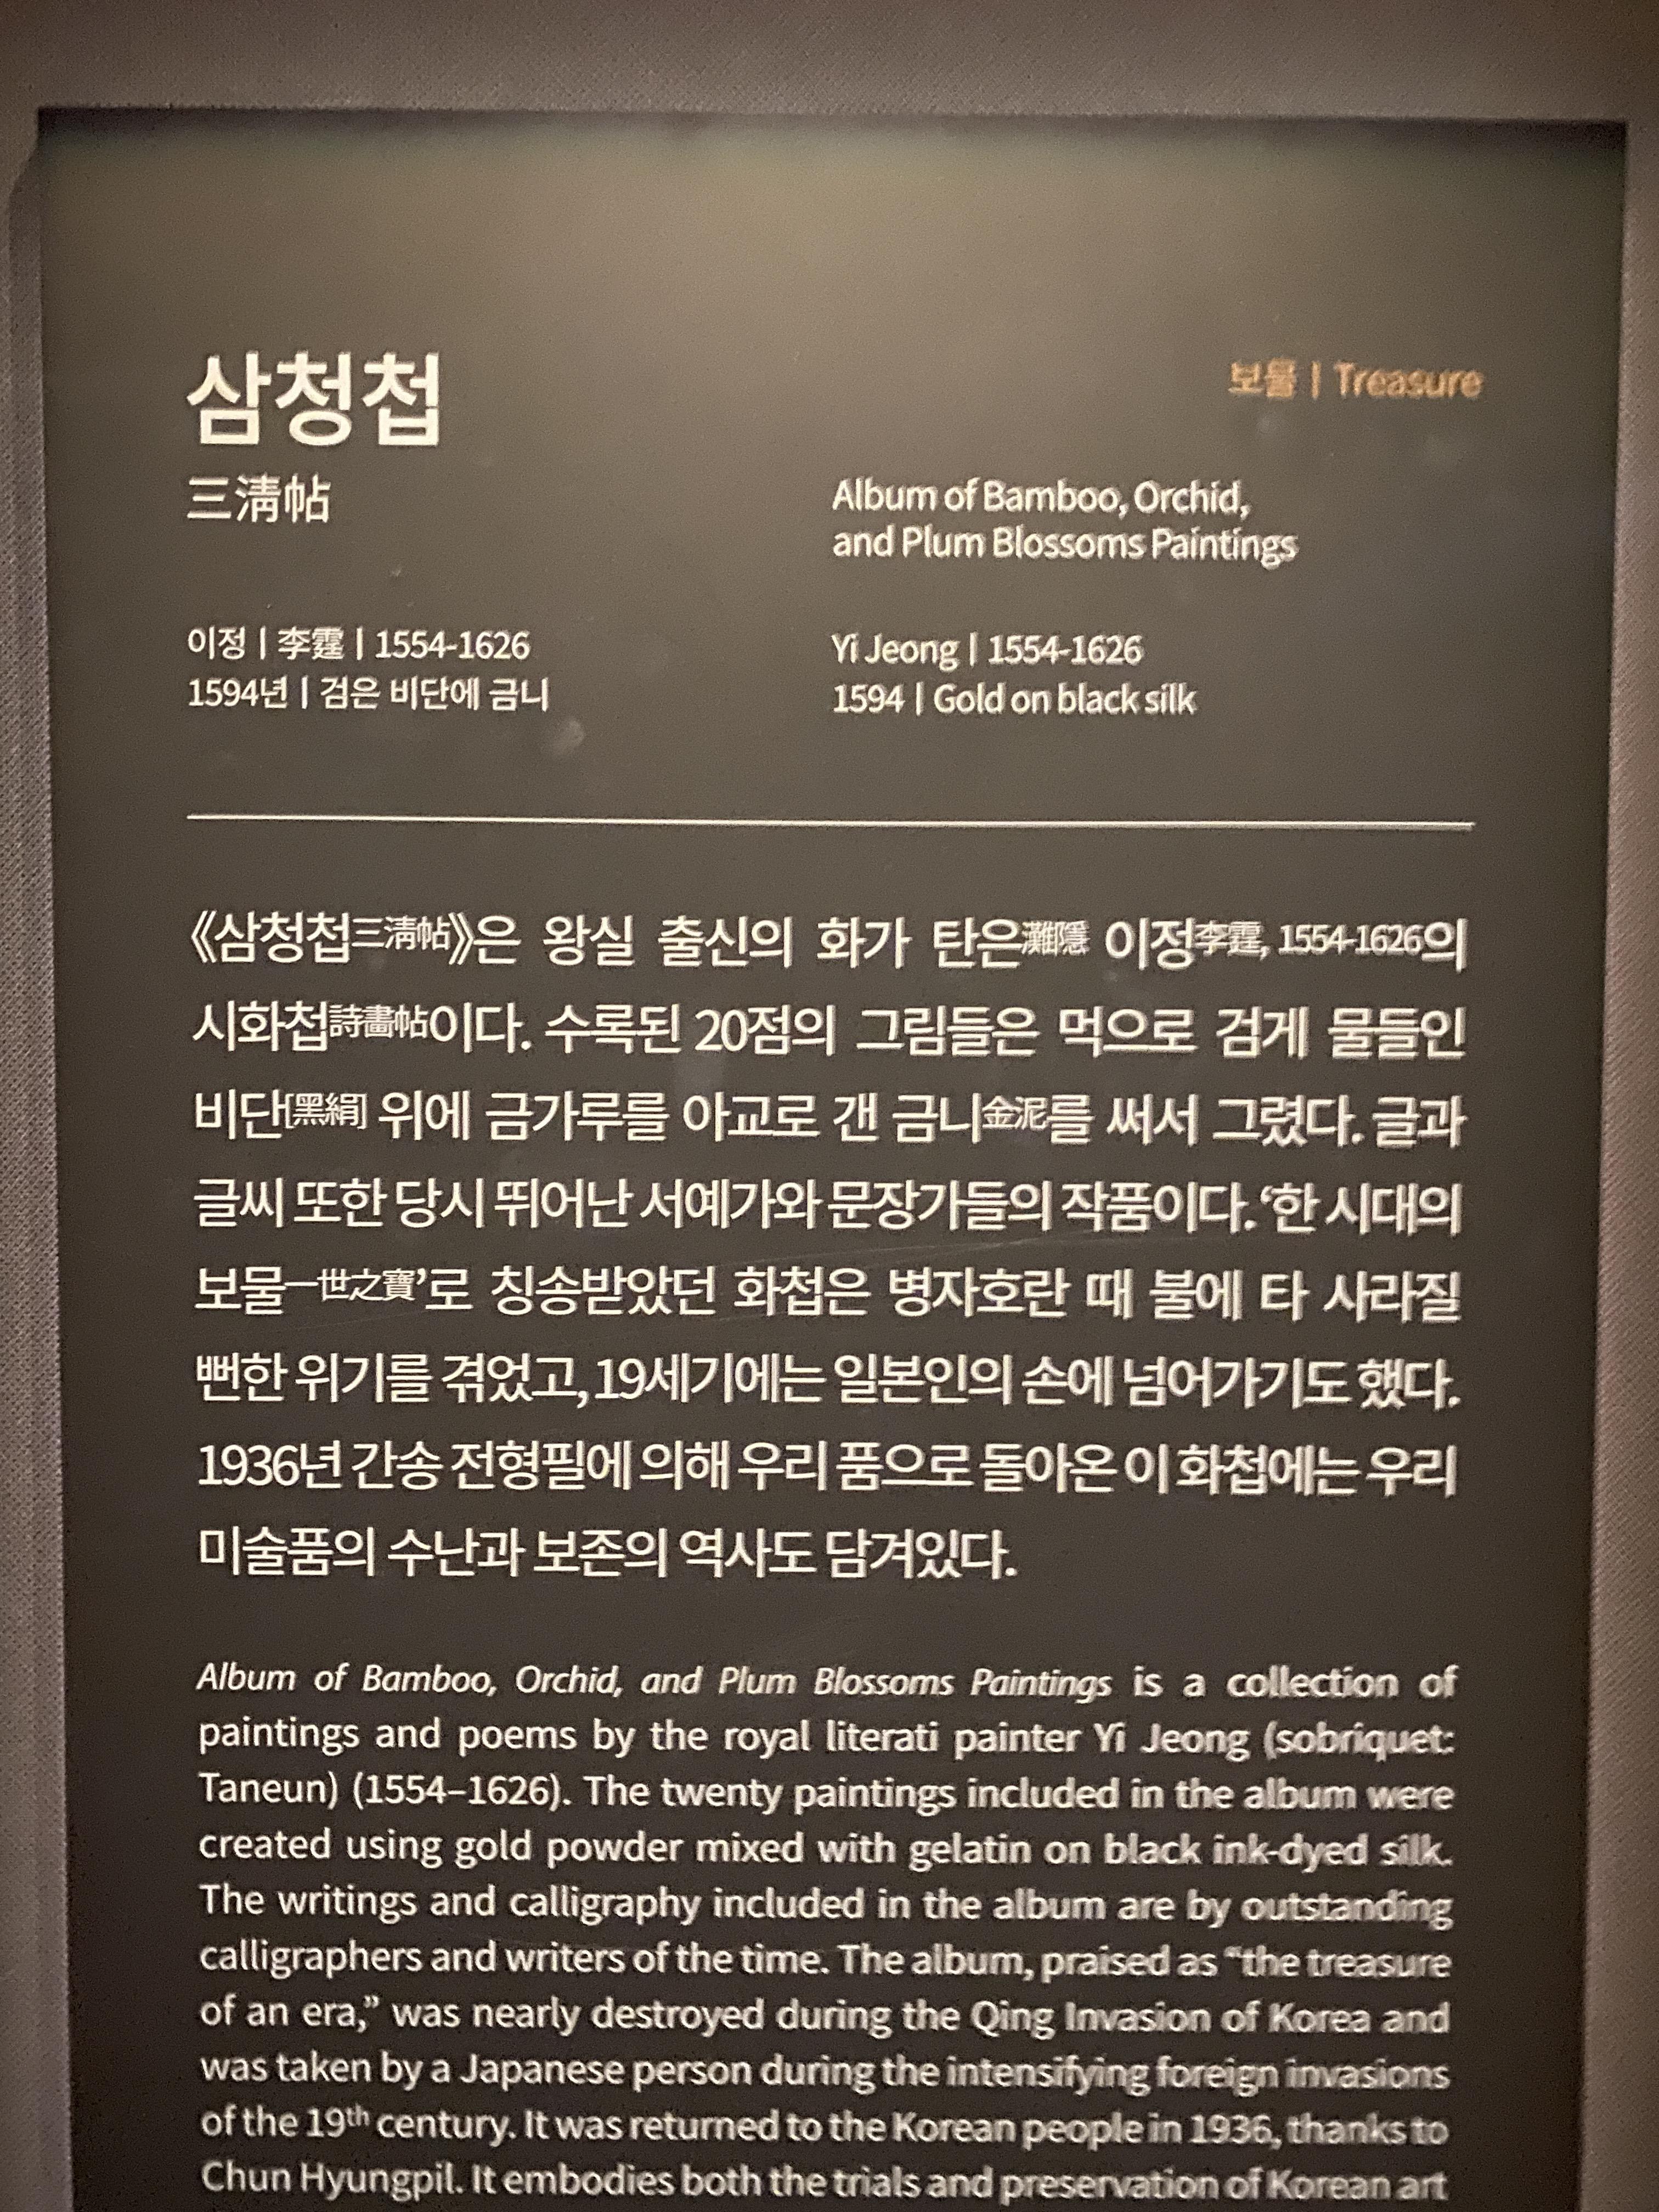 삼청첩
보물 | Treasure
三淸帖
Album of Bamboo, Orchid,
and Plum Blossoms Paintings
이정 | 李霆 | 1554-1626
1594년 | 검은 비단에 금니
Yi Jeong | 1554-1626
1594 | Gold on black silk
《삼청첩三淸帖》은 왕실 출신의 화가 탄은灘隱 이정李霆, 1554-1626의
시화첩詩畵帖이다. 수록된 20점의 그림들은 먹으로 검게 물들인
비단[黑絹] 위에 금가루를 아교로 갠 금니金泥를 써서 그렸다. 글과
글씨 또한 당시 뛰어난 서예가와 문장가들의 작품이다. ‘한 시대의
보물一世之寶’로 칭송받았던 화첩은 병자호란 때 불에 타 사라질
뻔한 위기를 겪었고, 19세기에는 일본인의 손에 넘어가기도 했다.
1936년 간송 전형필에 의해 우리 품으로 돌아온 이 화첩에는 우리
미술품의 수난과 보존의 역사도 담겨있다.
Album of Bamboo, Orchid, and Plum Blossoms Paintings is a collection of
paintings and poems by the royal literati painter Yi Jeong (sobriquet:
Taneun) (1554–1626). The twenty paintings included in the album were
created using gold powder mixed with gelatin on black ink-dyed silk.
The writings and calligraphy included in the album are by outstanding
calligraphers and writers of the time. The album, praised as “the treasure
of an era,” was nearly destroyed during the Qing Invasion of Korea and
was taken by a Japanese person during the intensifying foreign invasions
of the 19th century. It was returned to the Korean people in 1936, thanks to
Chun Hyungpil. It embodies both the trials and preservation of Korean art